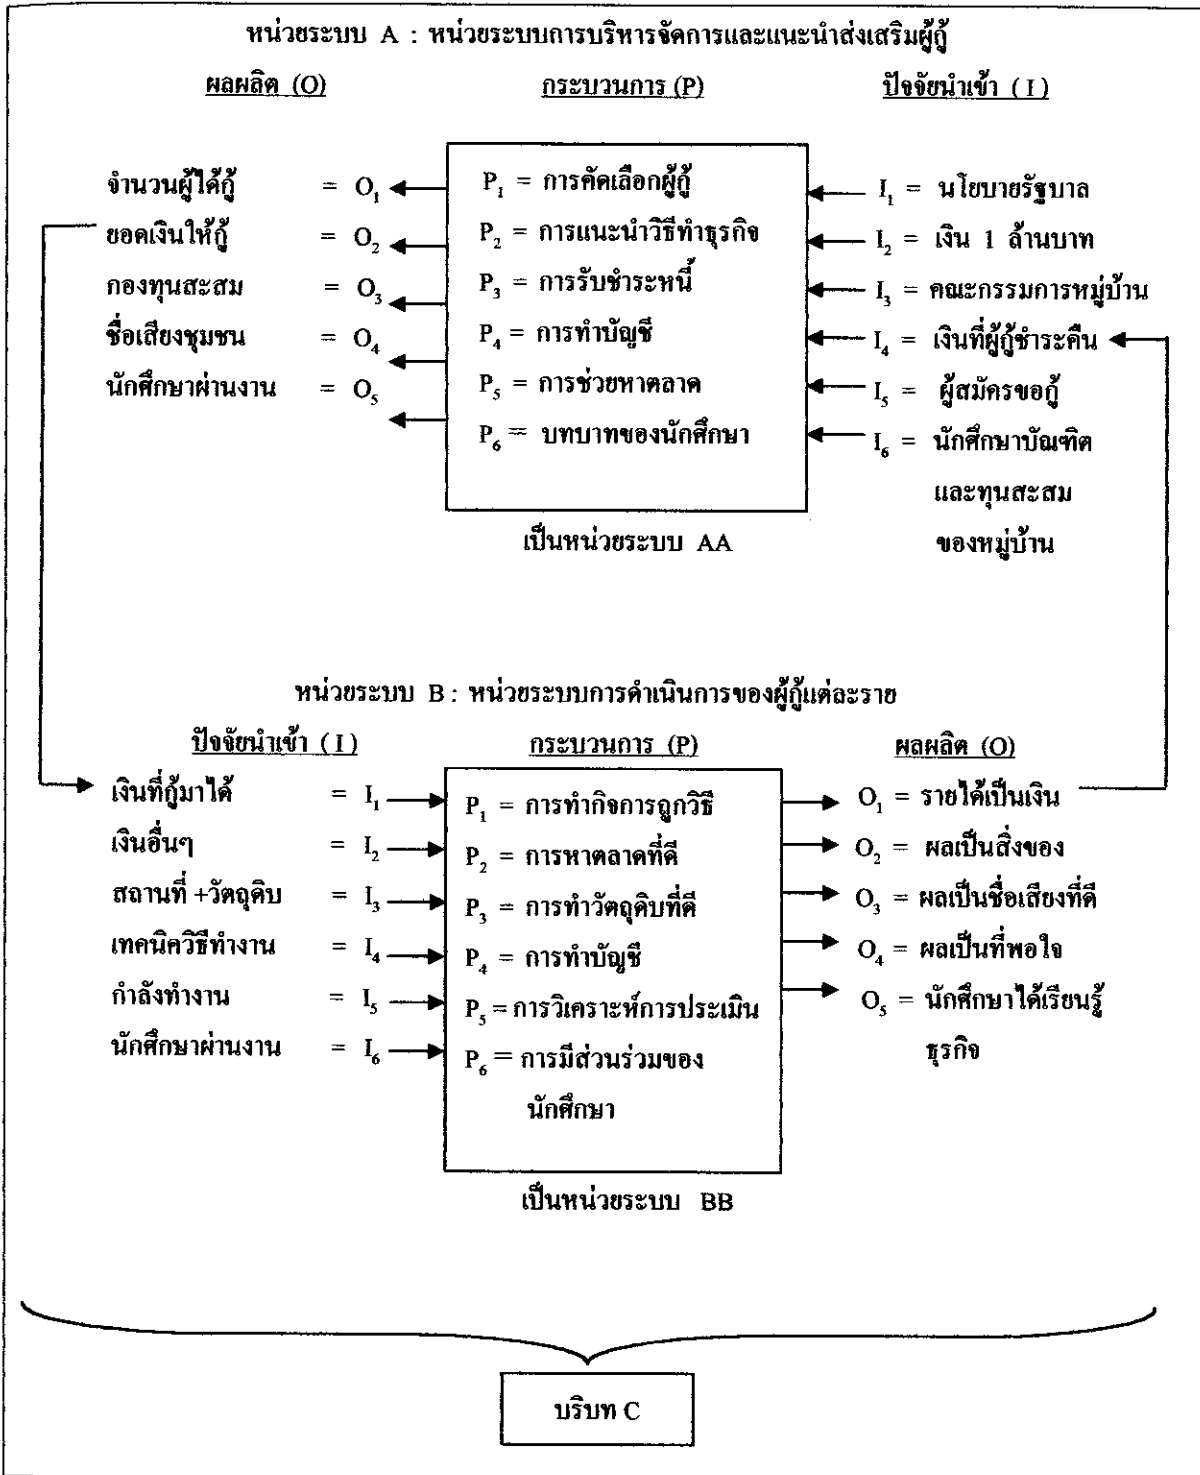 หน่วยระบบ A : หน่วยระบบการบริหารจัดการและแนะนำส่งเสริมผู้กู้
ผลผลิต (O) กระบวนการ (P) ปัจจัยนำเข้า ( I )
จำนวนผู้ได้กู้ = O₁ P₁ = การคัดเลือกผู้กู้ I₁ = นโยบายรัฐบาล
ยอดเงินให้กู้ = O₂ P₂ = การแนะนำวิธีทำธุรกิจ I₂ = เงิน 1 ล้านบาท
กองทุนสะสม = O₃ P₃ = การรับชำระหนี้ I₃ = คณะกรรมการหมู่บ้าน
ชื่อเสียงชุมชน = O₄ P₄ = การทำบัญชี I₄ = เงินที่ผู้กู้ชำระคืน
นักศึกษาผ่านงาน = O₅ P₅ = การช่วยหาตลาด I₅ = ผู้สมัครขอกู้
P₆ = บทบาทของนักศึกษา I₆ = นักศึกษาบัณฑิต
และทุนสะสม
เป็นหน่วยระบบ AA ของหมู่บ้าน
หน่วยระบบ B : หน่วยระบบการดำเนินการของผู้กู้แต่ละราย
ปัจจัยนำเข้า ( I ) กระบวนการ (P) ผลผลิต (O)
เงินที่กู้มาได้ = I₁ P₁ = การทำกิจการถูกวิธี O₁ = รายได้เป็นเงิน
เงินอื่นๆ = I₂ P₂ = การหาตลาดที่ดี O₂ = ผลเป็นสิ่งของ
สถานที่ +วัตถุดิบ = I₃ P₃ = การทำวัตถุดิบที่ดี O₃ = ผลเป็นชื่อเสียงที่ดี
เทคนิควิธีทำงาน = I₄ P₄ = การทำบัญชี O₄ = ผลเป็นที่พอใจ
กำลังทำงาน = I₅ P₅ = การวิเคราะห์การประเมิน O₅ = นักศึกษาได้เรียนรู้
นักศึกษาผ่านงาน = I₆ P₆ = การมีส่วนร่วมของ ธุรกิจ
นักศึกษา
เป็นหน่วยระบบ BB
บริบท C